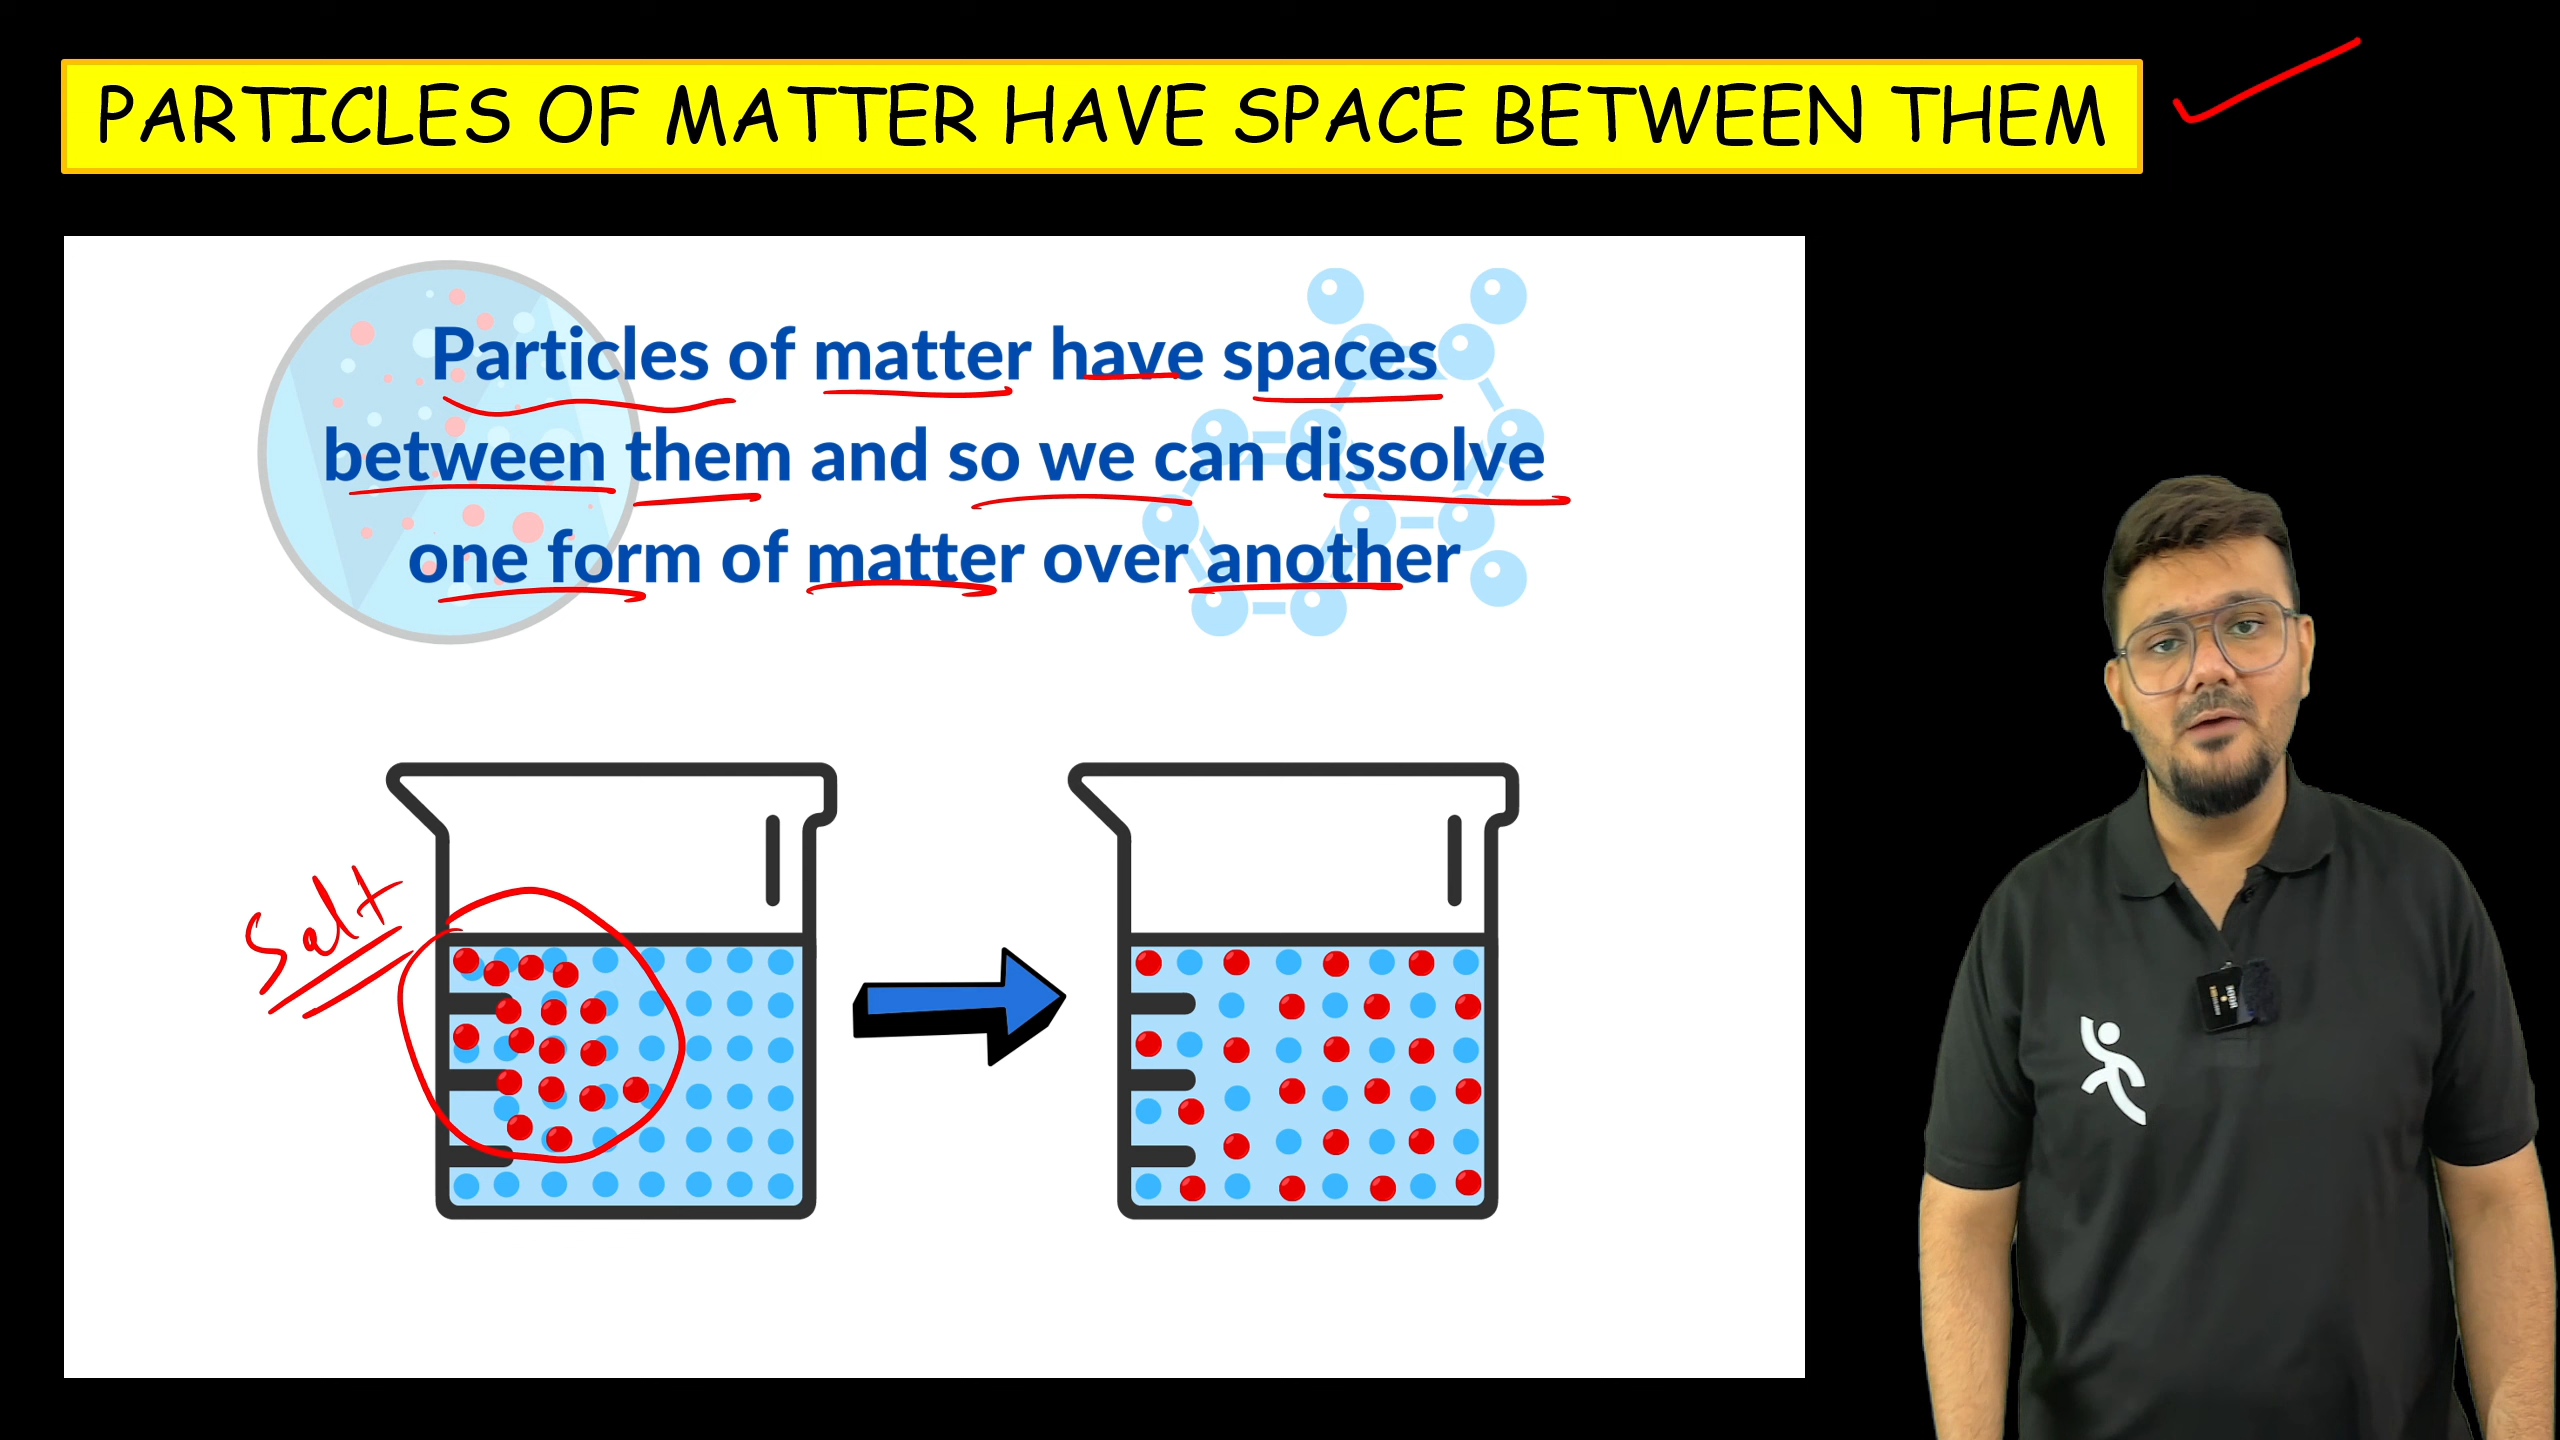 PARTICLES OF MATTER HAVE SPACE BETWEEN THEM
Particles of matter have spaces
between them and so we can dissolve
one form of matter over another
Salt